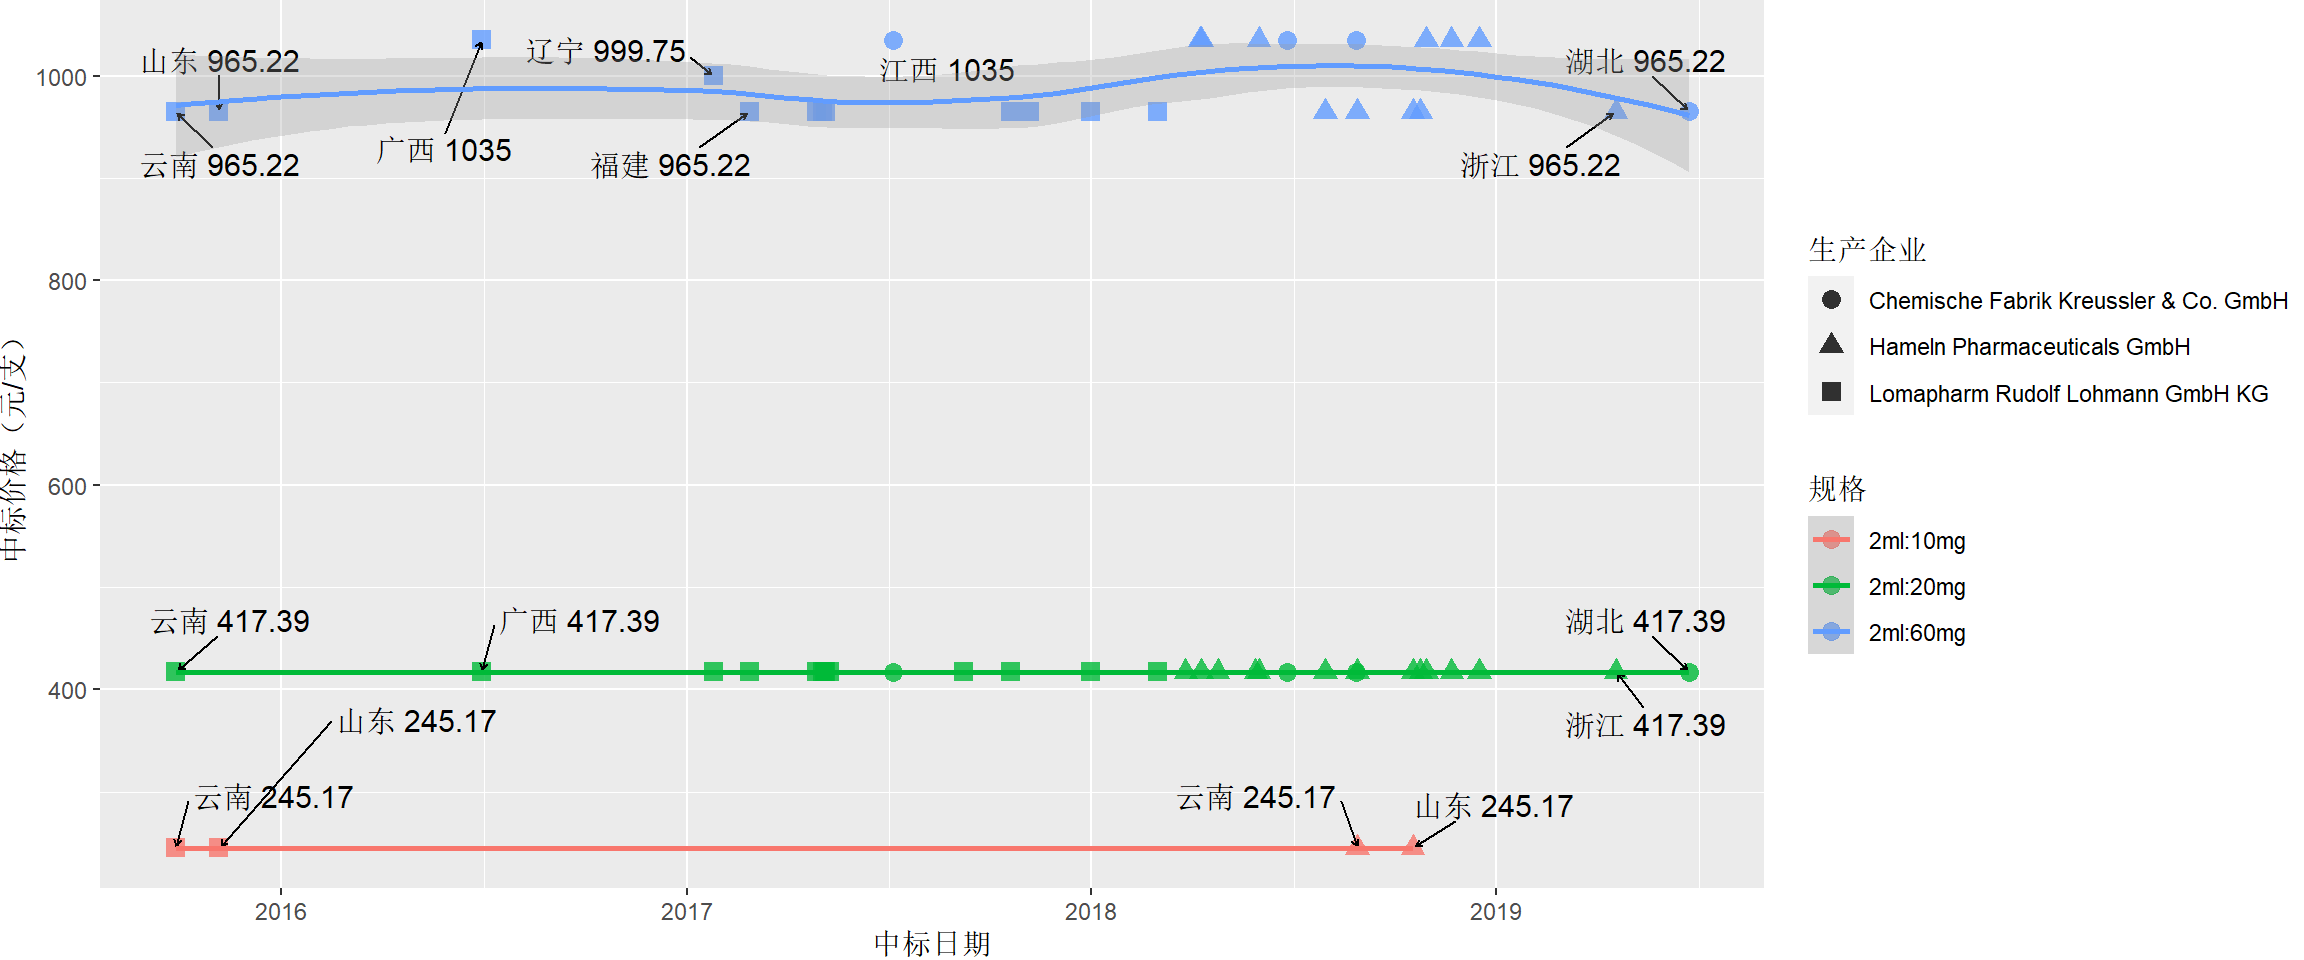 山东 965.22
辽宁 999.75
江西 1035
湖北 965.22
云南 965.22
广西 1035
福建 965.22
浙江 965.22
1000
800
600
400
中标价格（元/支）
云南 417.39
广西 417.39
湖北 417.39
山东 245.17
浙江 417.39
云南 245.17
云南 245.17
山东 245.17
2016
2017
2018
2019
中标日期
生产企业
Chemische Fabrik Kreussler & Co. GmbH
Hameln Pharmaceuticals GmbH
Lomapharm Rudolf Lohmann GmbH KG
规格
2ml:10mg
2ml:20mg
2ml:60mg